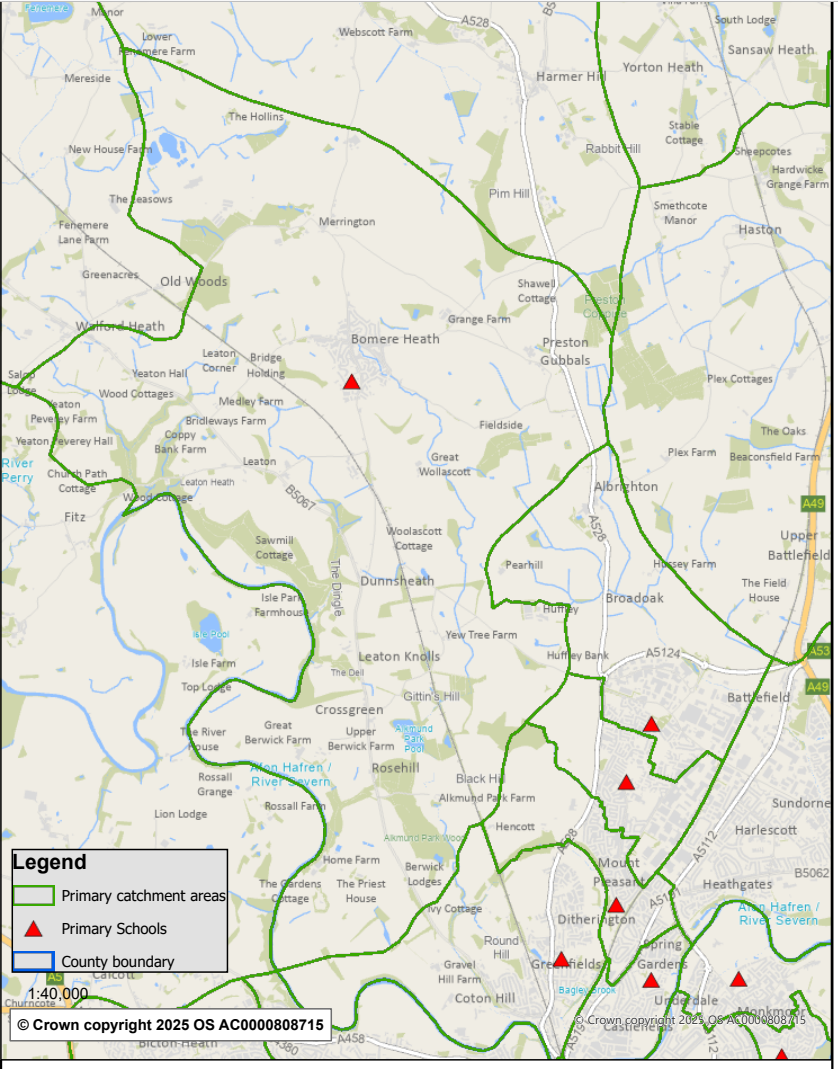 Fenemere
Manor
A528
B5
Villa Farm
South Lodge
Lower
Fenemere Farm
Webscott Farm
Sansaw Heath
Mereside
Harmer Hill
Yorton Heath
The Hollins
Stable
Cottage
New House Farm
Rabbit Hill
Sheepcotes
Hardwicke
Grange Farm
The Leasows
Pim Hill
Smethcote
Manor
Fenemere
Lane Farm
Merrington
Haston
Greenacres
Old Woods
Shawell
Cottage
Preston
Coppice
Walford Heath
Grange Farm
Bomere Heath
Preston
Gubbals
Leaton
Corner
Bridge
Holding
Salop
Lodge
Yeaton Hall
Plex Cottages
Wood Cottages
Medley Farm
Yeaton
Peverey Farm
Bridleways Farm
Fieldside
The Oaks
Yeaton Peverey Hall
Coppy
Bank Farm
Plex Farm
Beaconsfield Farm
River
Perry
Leaton
Great
Wollascott
Church Path
Cottage
Leaton Heath
Albrighton
Wood Cottage
B5067
A49
Fitz
A528
Woolascott
Cottage
Upper
Battlefield
Sawmill
Cottage
The Dingle
Pearhill
Hussey Farm
Dunnsheath
The Field
House
Isle Park
Farmhouse
Broadoak
Huffley
Isle Pool
Yew Tree Farm
Leaton Knolls
Huffley Bank
A5124
A53
Isle Farm
The Dell
Top Lodge
Gittin's Hill
Battlefield
A49
Crossgreen
The River
House
Great
Berwick Farm
Upper
Berwick Farm
Alkmund
Park
Pool
Afon Hafren /
River Severn
Rosehill
Rossall
Grange
Black Hill
Alkmund Park Farm
Rossall Farm
Lion Lodge
Sundorne
Hencott
A528
Harlescott
Alkmund Park Wood
A5112
Legend
Home Farm
Mount
Pleasant
Berwick
Lodges
B5062
Primary catchment areas
The Gardens
Cottage
The Priest
House
Heathgates
A5191
Ivy Cottage
Afon Hafren /
River Severn
Primary Schools
Ditherington
Round
Hill
Spring
Gardens
County boundary
Gravel
Hill Farm
Greenfields
A5
Calcott
1:40,000
Bagley Brook
Coton Hill
Underdale
Churncote
Monkmoor
© Crown copyright 2025 OS AC0000808715
© Crown copyright 2025 OS AC0000808715
Castlefields
A458
Bicton Heath
4380
A519
112